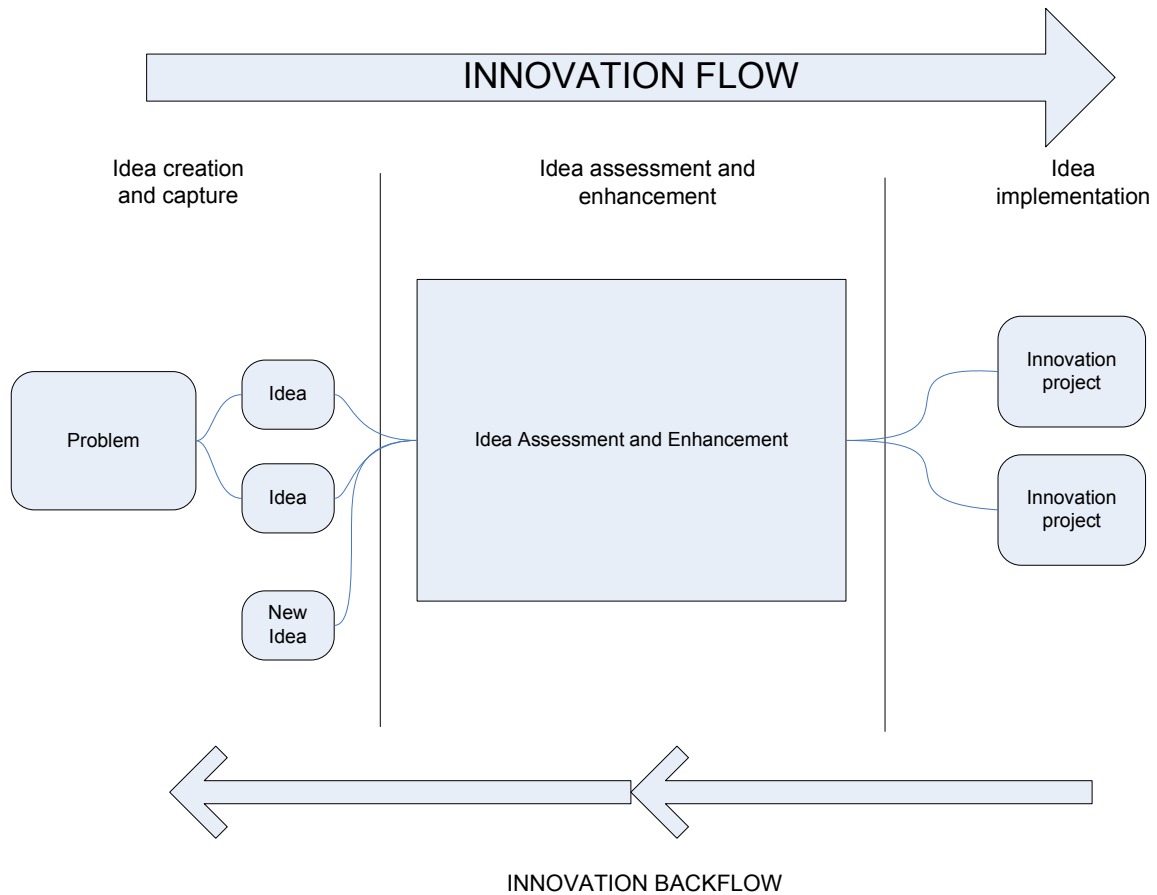 INNOVATION FLOW
Idea creation
and capture
Idea assessment and
enhancement
Idea
implementation
Problem
Idea
Idea
New
Idea
Idea Assessment and Enhancement
Innovation
project
Innovation
project
INNOVATION BACKFLOW